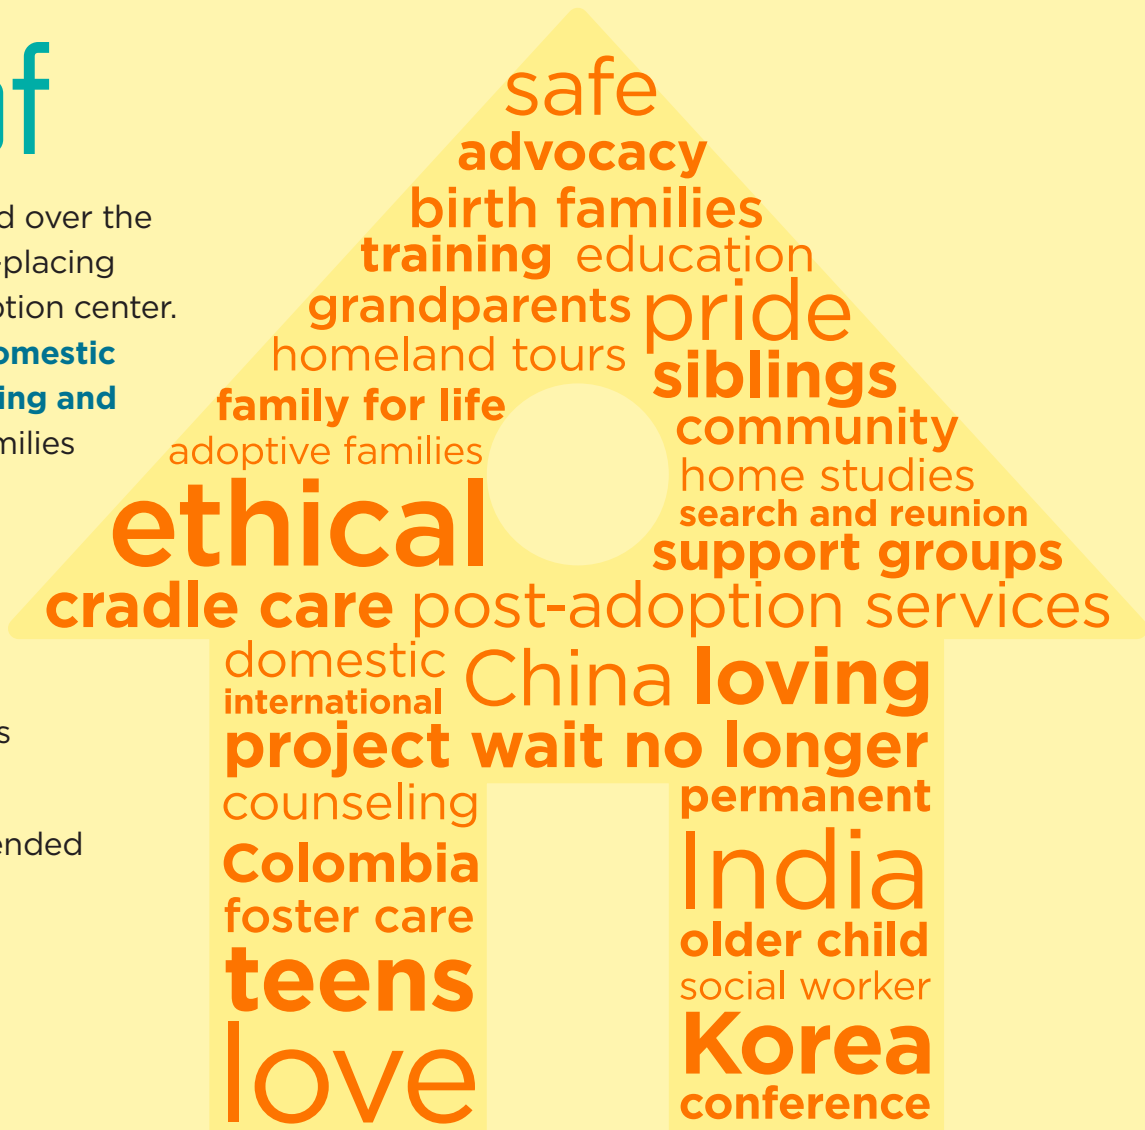 of
d over the
-placing
ption center.
omestic
ing and
milies
s
ended
safe
advocacy
birth families
training education
grandparents pride
homeland tours
siblings
family for life
community
adoptive families
home studies
ethical
search and reunion
support groups
cradle care post-adoption services
domestic China loving
international
project wait no longer
counseling
permanent
Colombia
India
foster care
older child
teens
social worker
love
Korea
conference